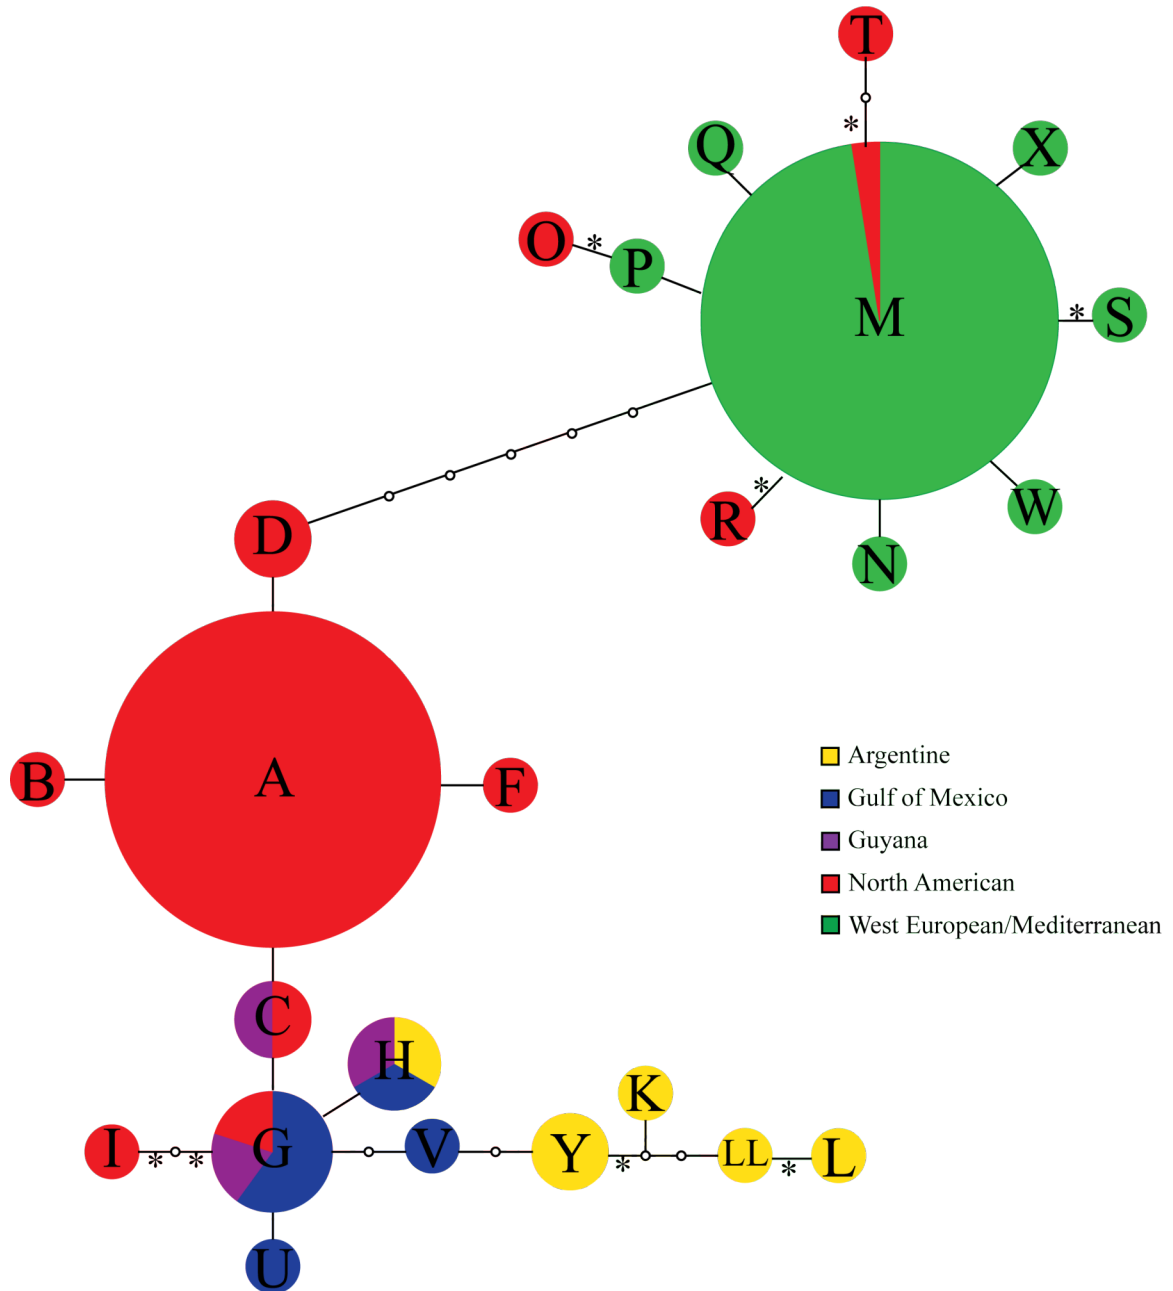 T
*
Q
X
O
*
P
M
*
S
*
R
W
N
D
A
B
F
Argentine
Gulf of Mexico
Guyana
North American
West European/Mediterranean
C
H
K
I
*
*
G
V
Y
*
LL
*
L
U